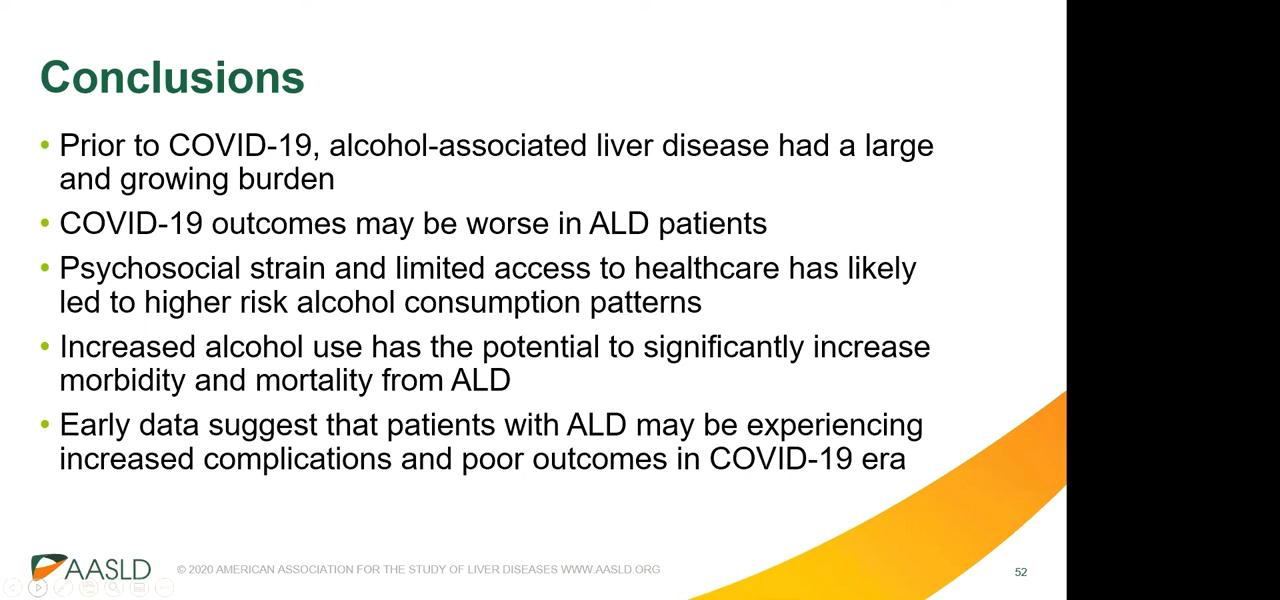 Conclusions
• Prior to COVID-19, alcohol-associated liver disease had a large
and growing burden
• COVID-19 outcomes may be worse in ALD patients
• Psychosocial strain and limited access to healthcare has likely
led to higher risk alcohol consumption patterns
• Increased alcohol use has the potential to significantly increase
morbidity and mortality from ALD
• Early data suggest that patients with ALD may be experiencing
increased complications and poor outcomes in COVID-19 era
AASLD
© 2020 AMERICAN ASSOCIATION FOR THE STUDY OF LIVER DISEASES WWW.AASLD.ORG
52